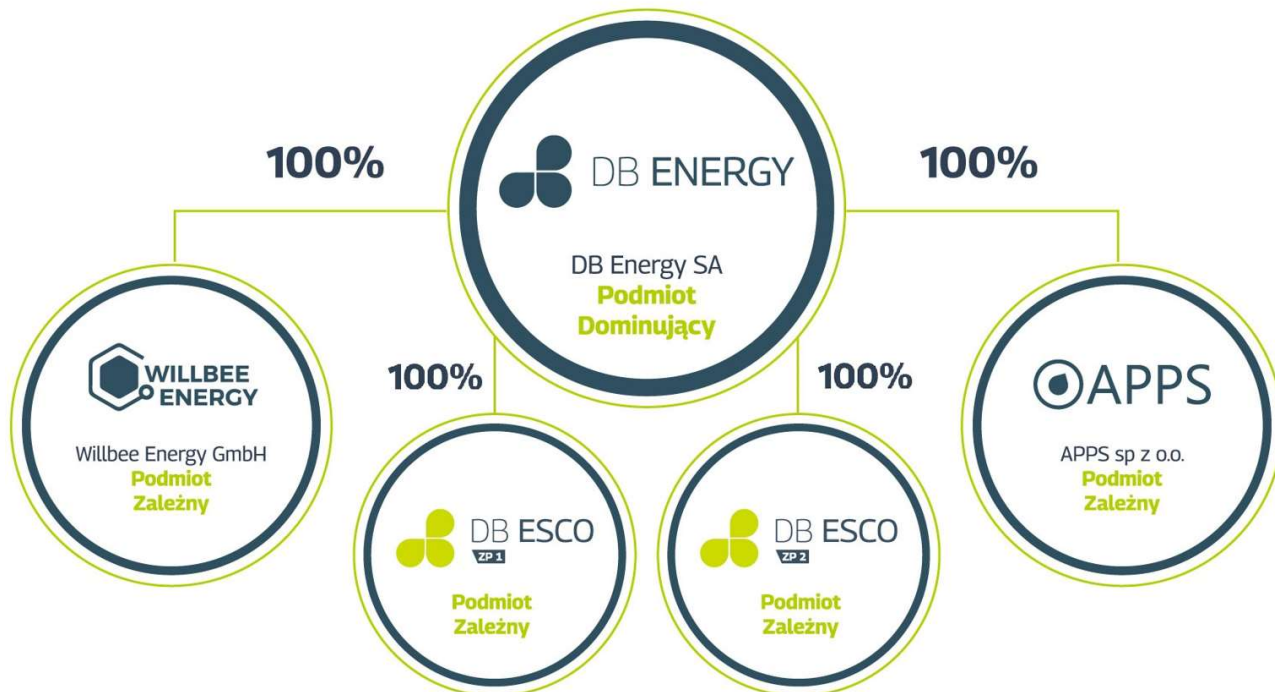 DB ENERGY
DB Energy SA
Podmiot
Dominujący
100%
100%
100%
100%
WILLBEE
ENERGY
Willbee Energy GmbH
Podmiot
Zależny
DB ESCO
ZP 1
Podmiot
Zależny
DB ESCO
ZP 2
Podmiot
Zależny
APPS
APPS sp z o.o.
Podmiot
Zależny